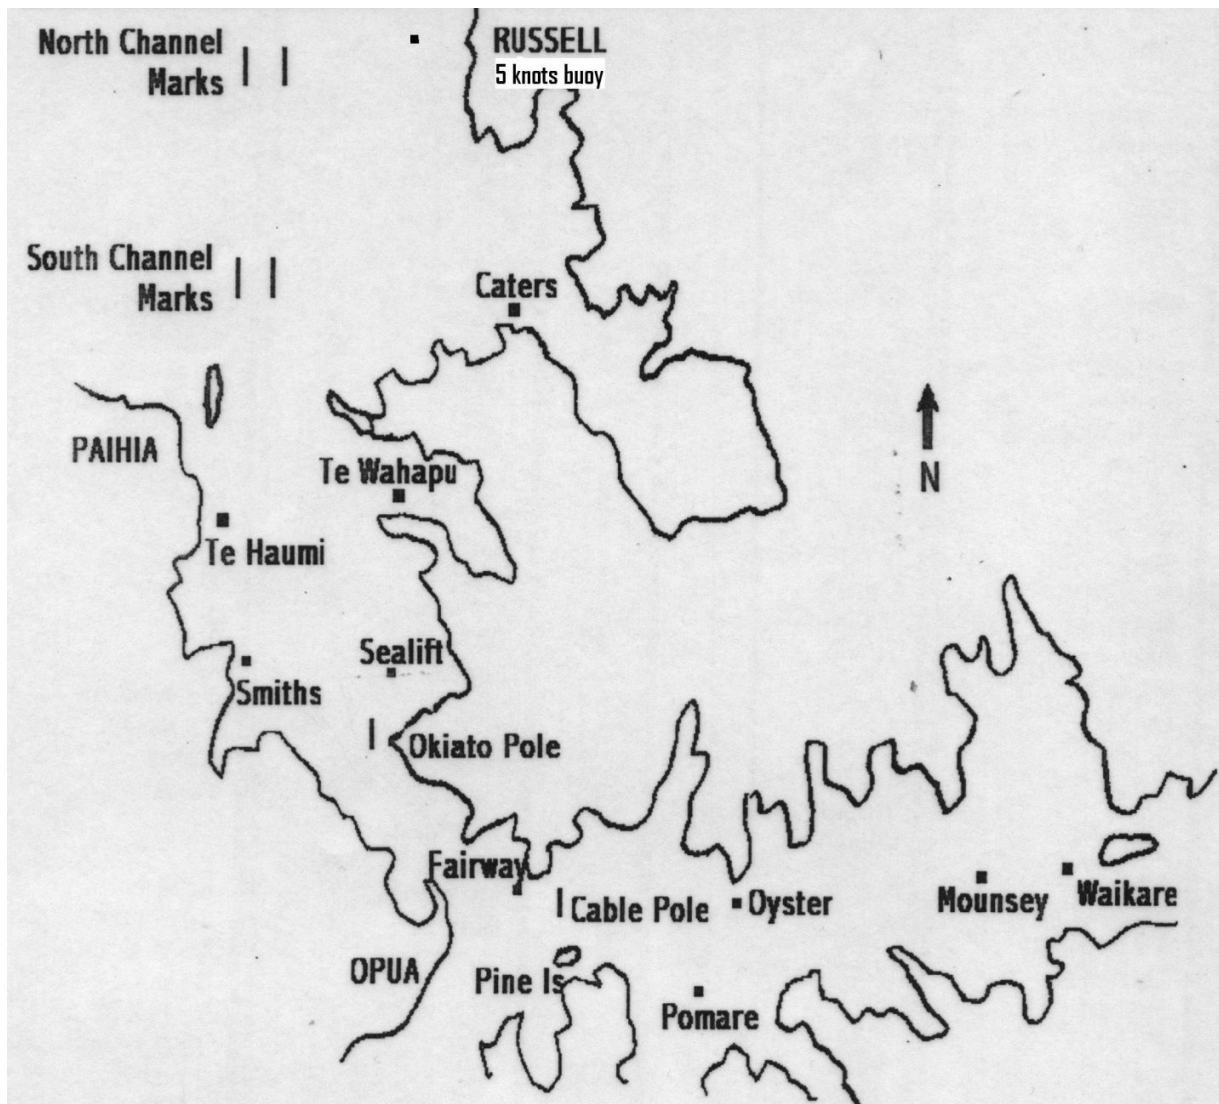 North Channel
Marks
RUSSELL
5 knots buoy
South Channel
Marks
Caters
PAIHIA
N
Te Wahapu
Te Haumi
Sealift
Smiths
Okiato Pole
Fairway
Cable Pole
Oyster
Mounsey
Waikare
OPUA
Pine Is
Pomare